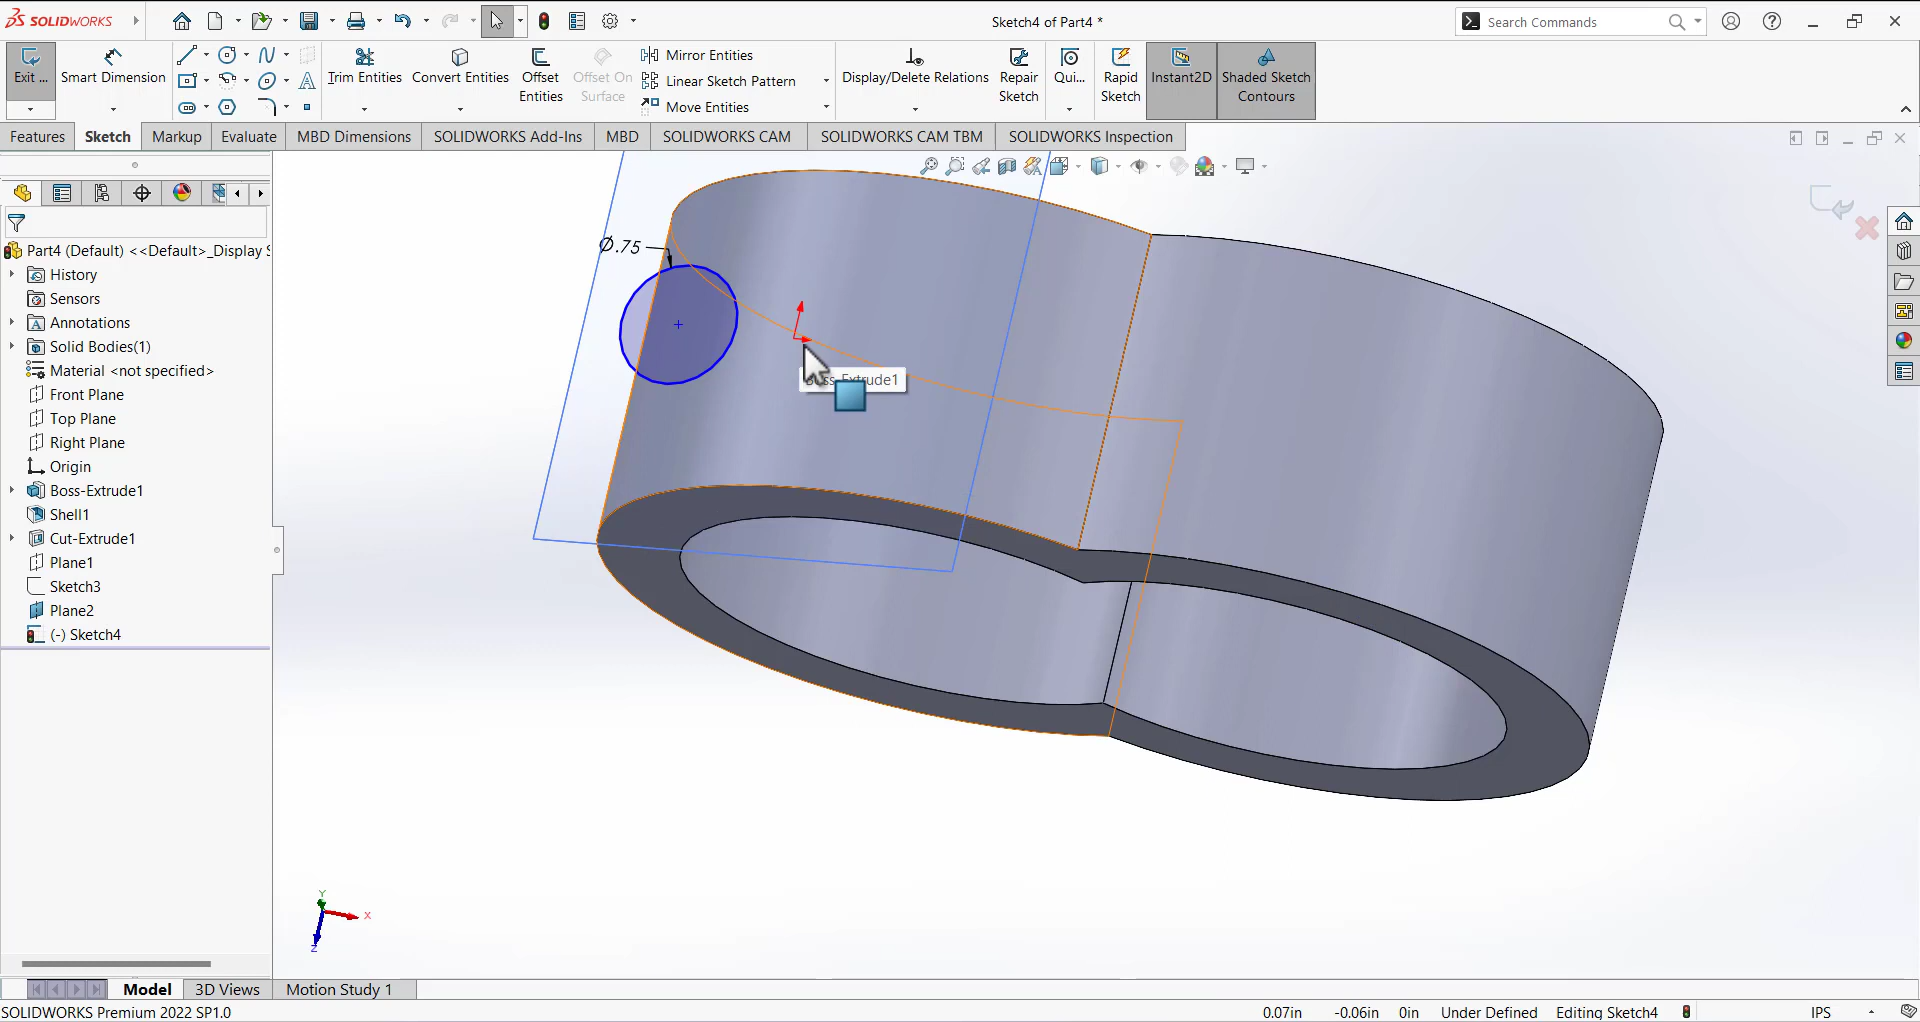 SOLIDWORKS
Sketch4 of Part4 *
Search Commands
Exit ...
Smart Dimension
Trim Entities
Convert Entities
Offset
Entities
Offset On
Surface
Mirror Entities
Linear Sketch Pattern
Move Entities
Display/Delete Relations
Repair
Sketch
Qui...
Rapid
Sketch
Instant2D
Shaded Sketch
Contours
Features
Sketch
Markup
Evaluate
MBD Dimensions
SOLIDWORKS Add-Ins
MBD
SOLIDWORKS CAM
SOLIDWORKS CAM TBM
SOLIDWORKS Inspection
Part4 (Default) <<Default>_Display S
History
Sensors
Annotations
Solid Bodies(1)
Material <not specified>
Front Plane
Top Plane
Right Plane
Origin
Boss-Extrude1
Shell1
Cut-Extrude1
Plane1
Sketch3
Plane2
(-) Sketch4
Ø.75
Boss-Extrude1
Y
X
Z
Model
3D Views
Motion Study 1
SOLIDWORKS Premium 2022 SP1.0
0.07in
-0.06in
0in
Under Defined
Editing Sketch4
IPS